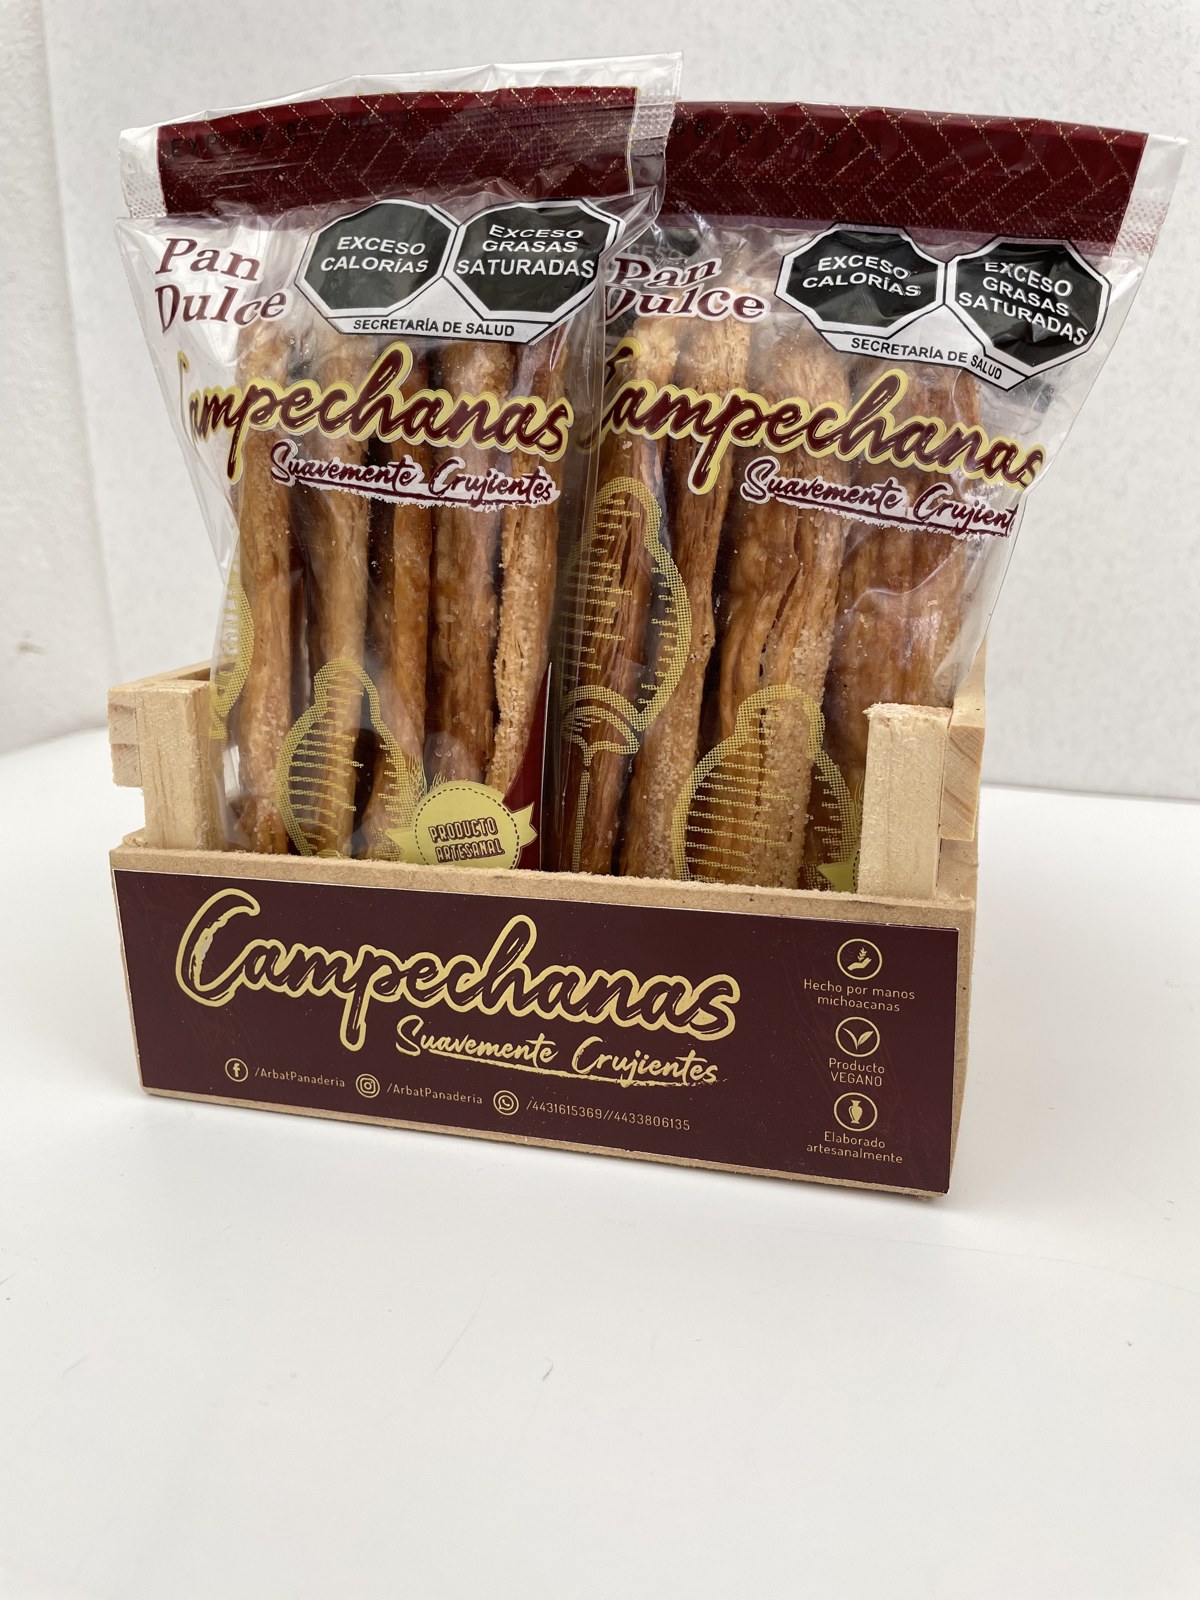 Pan
Dulce
EXCESO
CALORÍAS
EXCESO
GRASAS
SATURADAS
SECRETARÍA DE SALUD
Campechanas
Suavemente Crujientes
PRODUCTO
ARTESANAL
Pan
Dulce
EXCESO
CALORÍAS
EXCESO
GRASAS
SATURADAS
SECRETARÍA DE SALUD
Campechanas
Suavemente Crujient
Campechanas
Suavemente Crujientes
/ArbatPanaderia
/ArbatPanaderia
/4431615369//4433806135
Hecho por manos
michoacanas
Producto
VEGANO
Elaborado
artesanalmente